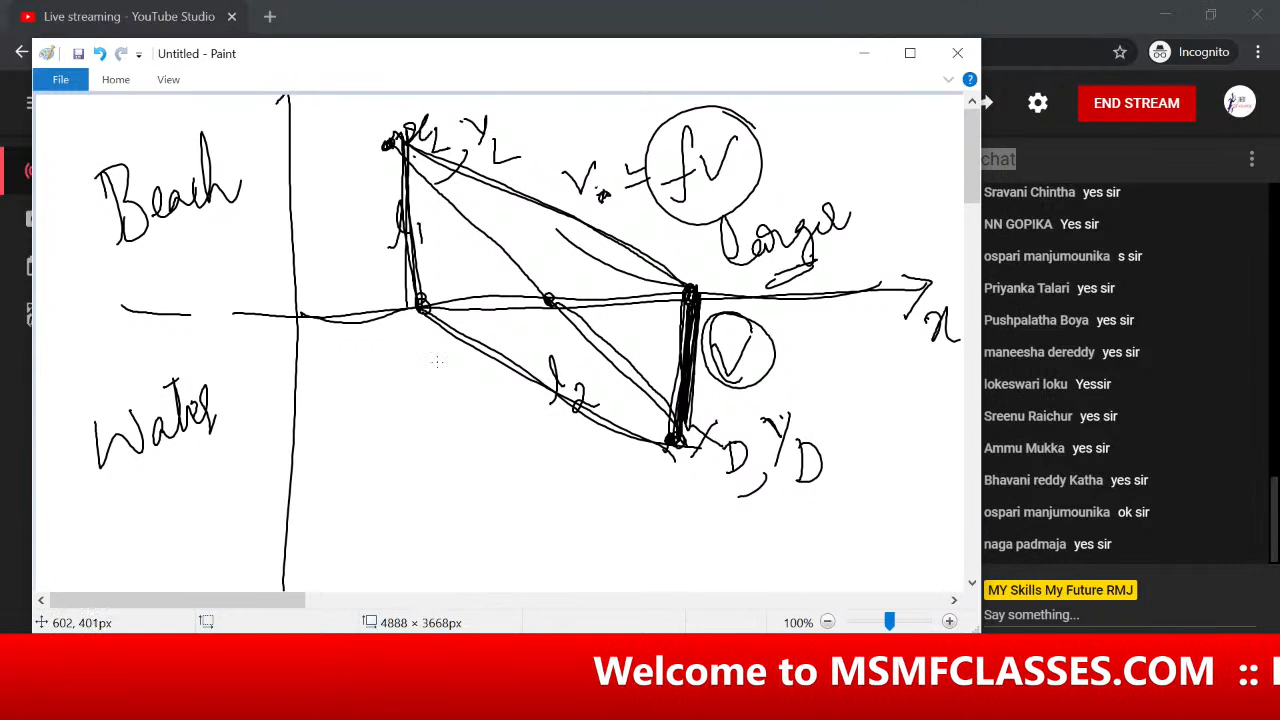 Live streaming - YouTube Studio
Incognito
Untitled - Paint
File Home View
END STREAM
chat
Beach
Water
l1
l2
fV
Large
V
x
Sravani Chintha yes sir
NN GOPIKA Yes sir
ospari manjumounika s sir
Priyanka Talari yes sir
Pushpalatha Boya yes sir
maneesha dereddy yes sir
lokeswari loku Yessir
Sreenu Raichur yes sir
Ammu Mukka yes sir
Bhavani reddy Katha yes sir
ospari manjumounika ok sir
naga padmaja yes sir
MY Skills My Future RMJ
Say something...
602, 401px
4888 × 3668px
100%
Welcome to MSMFCLASSES.COM ::